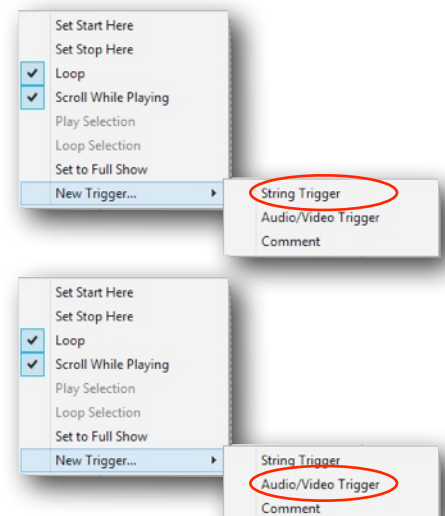 Set Start Here
Set Stop Here
Loop
Scroll While Playing
Play Selection
Loop Selection
Set to Full Show
New Trigger...
String Trigger
Audio/Video Trigger
Comment
Set Start Here
Set Stop Here
Loop
Scroll While Playing
Play Selection
Loop Selection
Set to Full Show
New Trigger...
String Trigger
Audio/Video Trigger
Comment